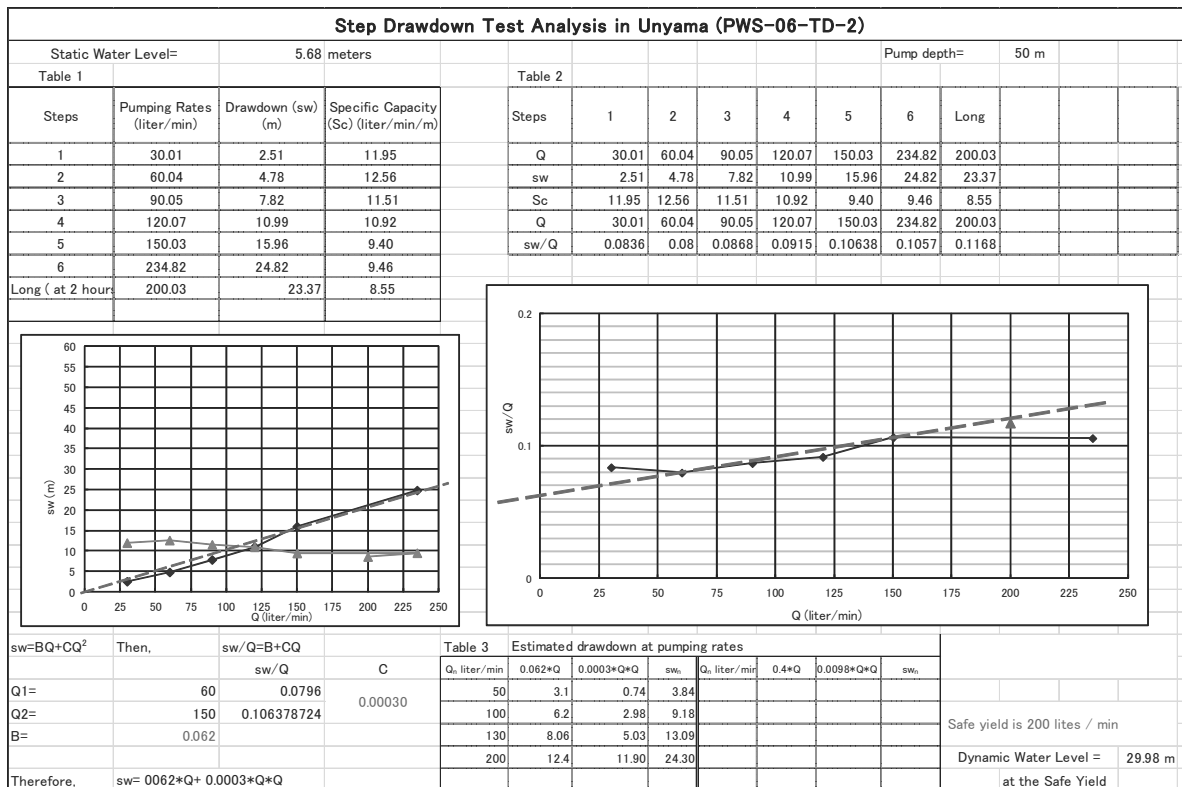 Step Drawdown Test Analysis in Unyama (PWS-06-TD-2)
Static Water Level= 5.68 meters Pump depth= 50 m
Table 1
Steps Pumping Rates (liter/min) Drawdown (sw) (m) Specific Capacity (Sc) (liter/min/m)
1 30.01 2.51 11.95
2 60.04 4.78 12.56
3 90.05 7.82 11.51
4 120.07 10.99 10.92
5 150.03 15.96 9.40
6 234.82 24.82 9.46
Long ( at 2 hours 200.03 23.37 8.55
Table 2
Steps 1 2 3 4 5 6 Long
Q 30.01 60.04 90.05 120.07 150.03 234.82 200.03
sw 2.51 4.78 7.82 10.99 15.96 24.82 23.37
Sc 11.95 12.56 11.51 10.92 9.40 9.46 8.55
Q 30.01 60.04 90.05 120.07 150.03 234.82 200.03
sw/Q 0.0836 0.08 0.0868 0.0915 0.10638 0.1057 0.1168
60
55
50
45
40
35
30
25
20
15
10
5
0
sw (m)
0 25 50 75 100 125 150 175 200 225 250
Q (liter/min)
0.2
0.1
0
sw/Q
0 25 50 75 100 125 150 175 200 225 250
Q (liter/min)
sw=BQ+CQ² Then, sw/Q=B+CQ
sw/Q C
Q1= 60 0.0796
0.00030
Q2= 150 0.106378724
B= 0.062
Therefore, sw= 0062*Q+ 0.0003*Q*Q
Table 3 Estimated drawdown at pumping rates
Qₙ liter/min 0.062*Q 0.0003*Q*Q swₙ Qₙ liter/min 0.4*Q 0.0098*Q*Q swₙ
50 3.1 0.74 3.84
100 6.2 2.98 9.18
130 8.06 5.03 13.09
200 12.4 11.90 24.30
Safe yield is 200 lites / min
Dynamic Water Level = 29.98 m
at the Safe Yield